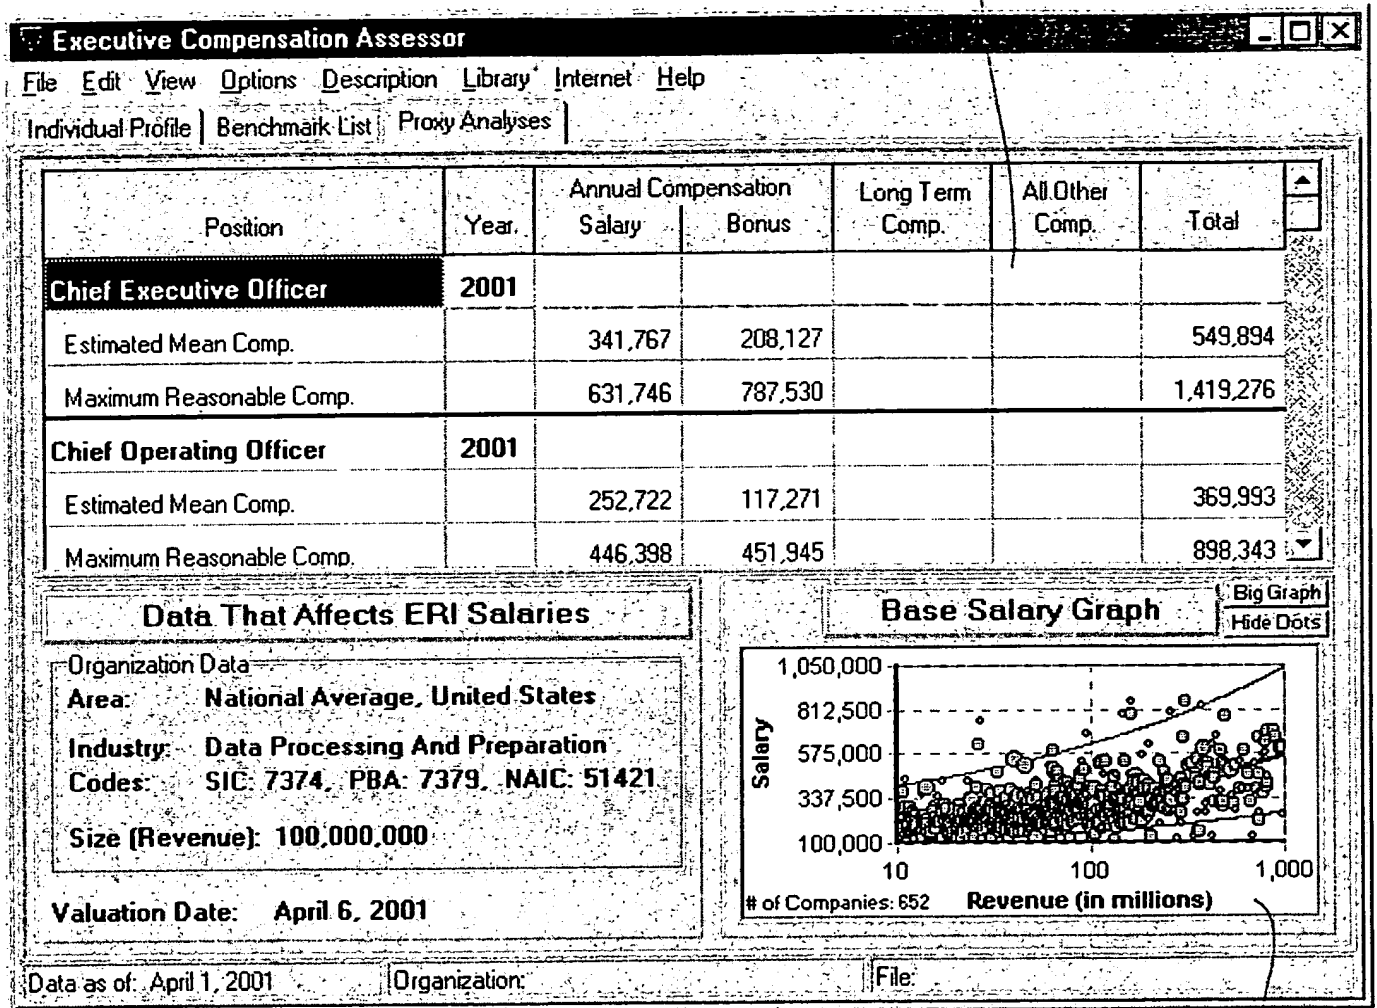 Executive Compensation Assessor
File Edit View Options Description Library Internet Help
Individual Profile Benchmark List Proxy Analyses
Position Year Annual Compensation Salary Bonus Long Term Comp. All Other Comp. Total
Chief Executive Officer 2001
Estimated Mean Comp. 341,767 208,127 549,894
Maximum Reasonable Comp. 631,746 787,530 1,419,276
Chief Operating Officer 2001
Estimated Mean Comp. 252,722 117,271 369,993
Maximum Reasonable Comp. 446,398 451,945 898,343
Data That Affects ERI Salaries
Organization Data
Area: National Average, United States
Industry: Data Processing And Preparation
Codes: SIC: 7374, PBA: 7379, NAIC: 51421
Size (Revenue): 100,000,000
Valuation Date: April 6, 2001
Base Salary Graph
Big Graph
Hide Dots
Salary
1,050,000
812,500
575,000
337,500
100,000
10 100 1,000
# of Companies: 652 Revenue (in millions)
Data as of: April 1, 2001 Organization: File: